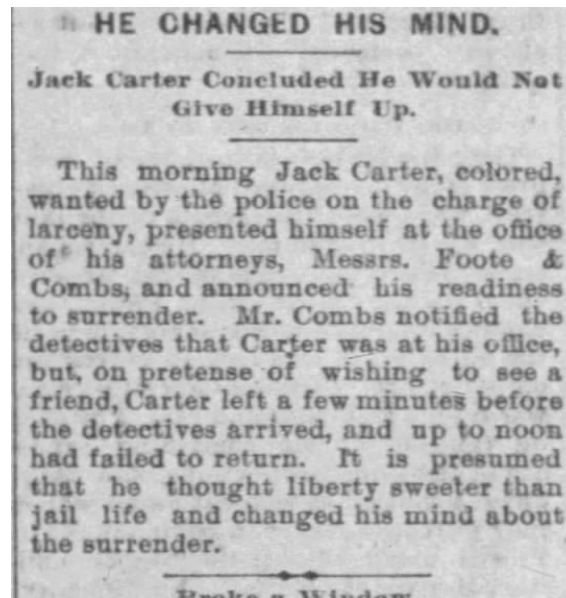 HE CHANGED HIS MIND.
Jack Carter Concluded He Would Not
Give Himself Up.
This morning Jack Carter, colored,
wanted by the police on the charge of
larceny, presented himself at the office
of his attorneys, Messrs. Foote &
Combs, and announced his readiness
to surrender. Mr. Combs notified the
detectives that Carter was at his office,
but, on pretense of wishing to see a
friend, Carter left a few minutes before
the detectives arrived, and up to noon
had failed to return. It is presumed
that he thought liberty sweeter than
jail life and changed his mind about
the surrender.
Broke a Window